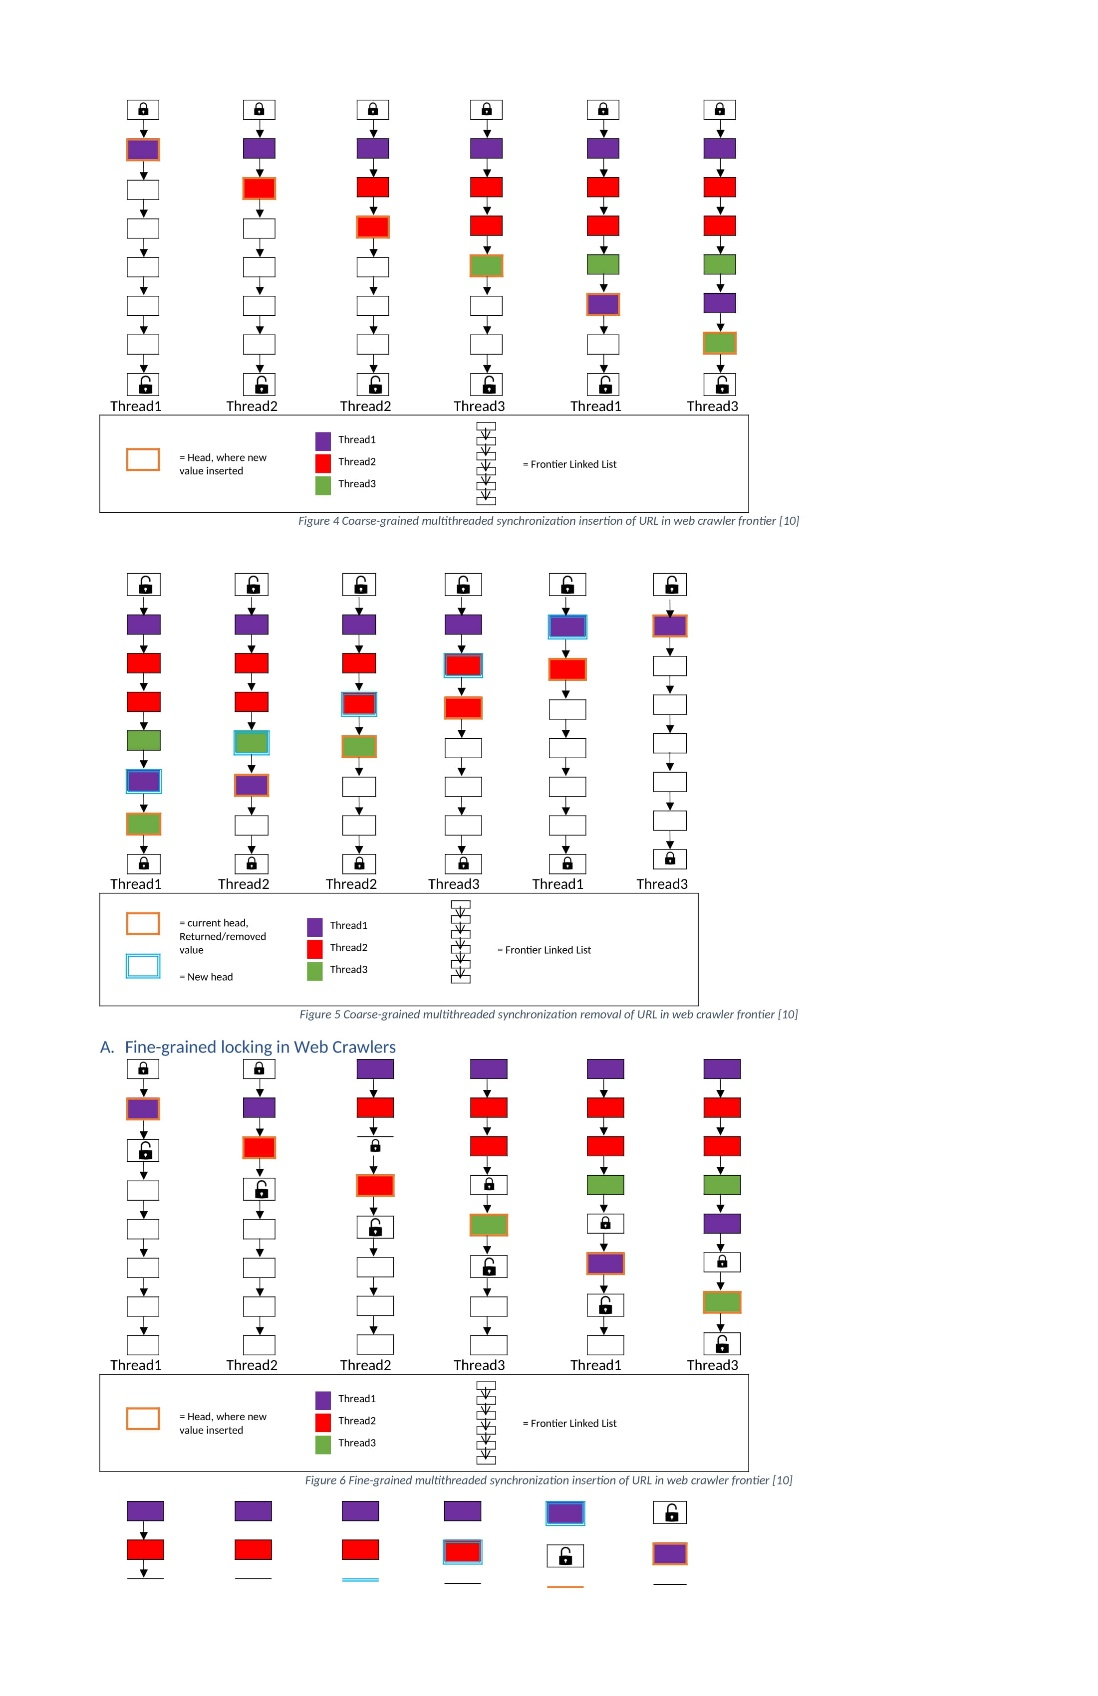 Thread1 Thread2 Thread2 Thread3 Thread1 Thread3
= Head, where new
value inserted
Thread1
Thread2
Thread3
= Frontier Linked List
Figure 4 Coarse-grained multithreaded synchronization insertion of URL in web crawler frontier [10]
Thread1 Thread2 Thread2 Thread3 Thread1 Thread3
= current head,
Returned/removed
value
= New head
Thread1
Thread2
Thread3
= Frontier Linked List
Figure 5 Coarse-grained multithreaded synchronization removal of URL in web crawler frontier [10]
A. Fine-grained locking in Web Crawlers
Thread1 Thread2 Thread2 Thread3 Thread1 Thread3
= Head, where new
value inserted
Thread1
Thread2
Thread3
= Frontier Linked List
Figure 6 Fine-grained multithreaded synchronization insertion of URL in web crawler frontier [10]